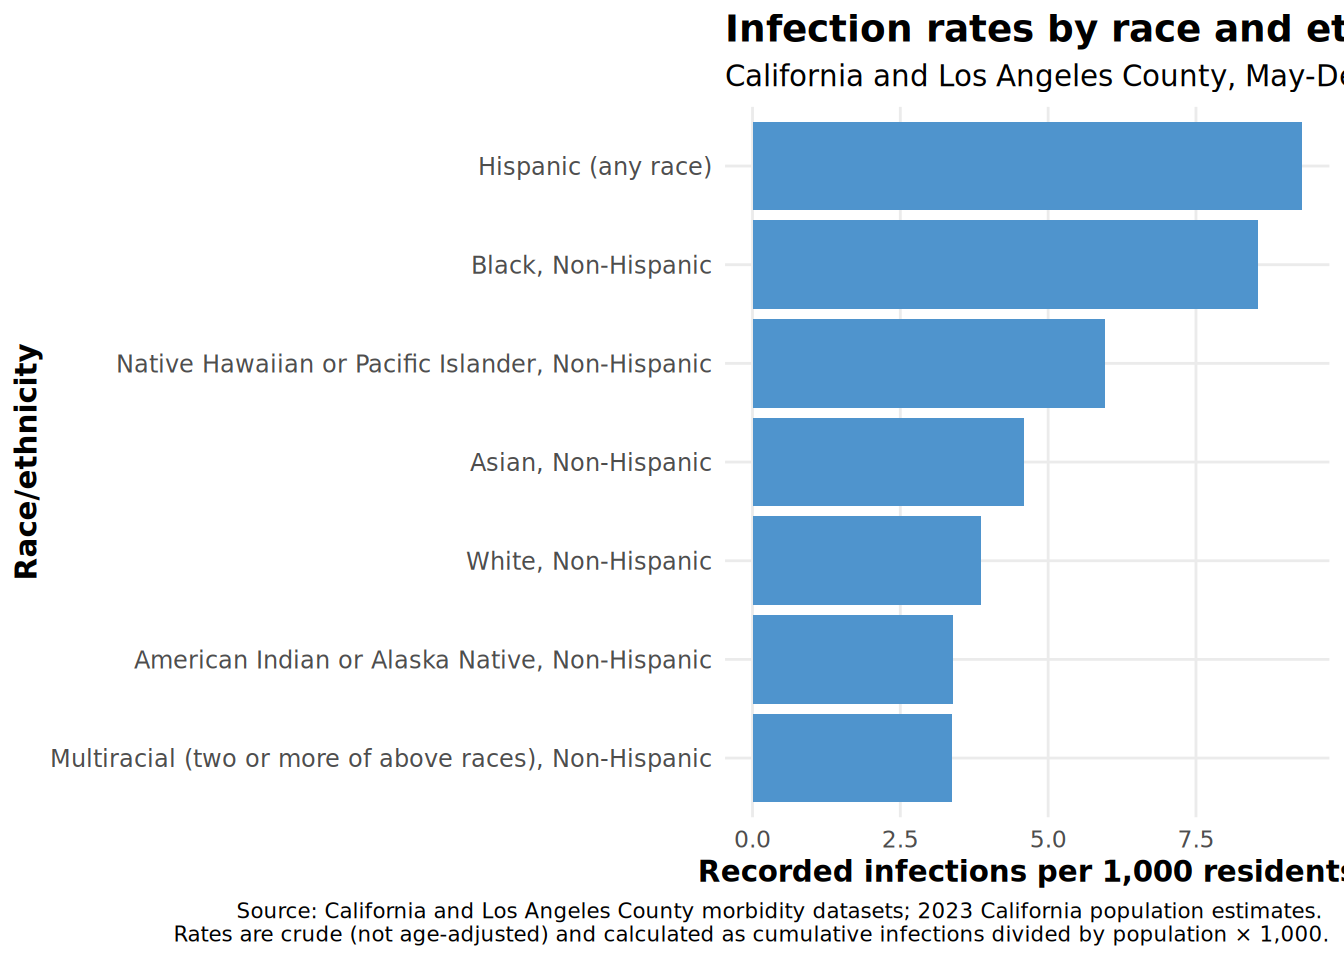 Infection rates by race and
California and Los Angeles County,
Hispanic (any race)
Black, Non-Hispanic
Native Hawaiian or Pacific Islander, Non-Hispanic
Asian, Non-Hispanic
White, Non-Hispanic
American Indian or Alaska Native, Non-Hispanic
Multiracial (two or more of above races), Non-Hispanic
Race/ethnicity
0.0 2.5 5.0 7.5
Recorded infections per 1,000 residents
Source: California and Los Angeles County morbidity datasets; 2023 California population estimates.
Rates are crude (not age-adjusted) and calculated as cumulative infections divided by population × 1,000.